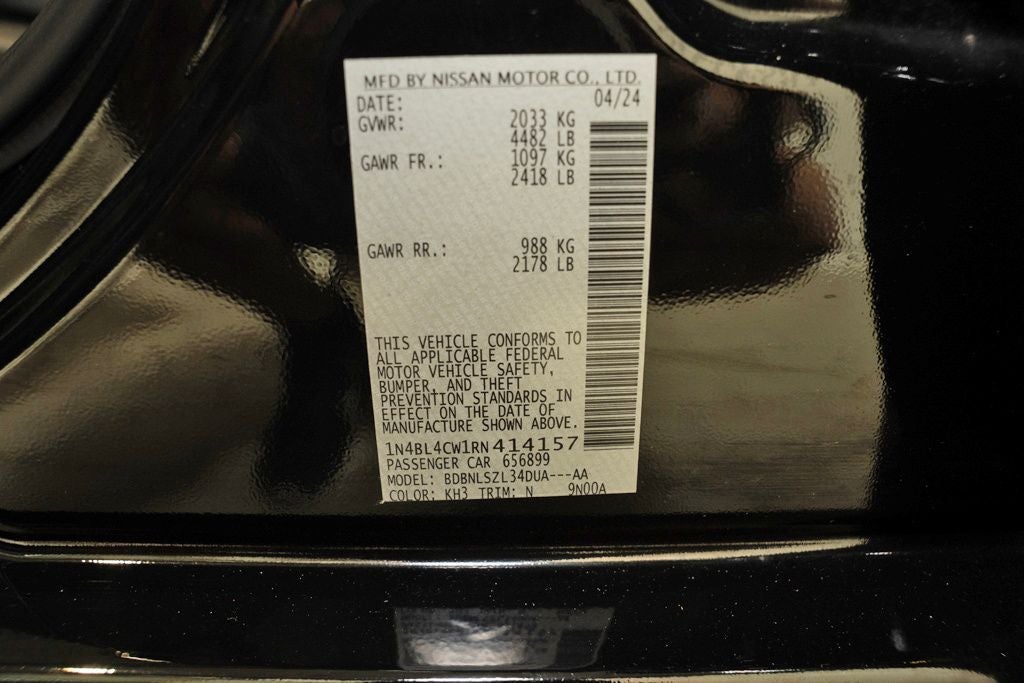 MFD BY NISSAN MOTOR CO., LTD.
DATE: 04/24
GVWR: 2033 KG
4482 LB
GAWR FR.: 1097 KG
2418 LB
GAWR RR.: 988 KG
2178 LB
THIS VEHICLE CONFORMS TO
ALL APPLICABLE FEDERAL
MOTOR VEHICLE SAFETY,
BUMPER, AND THEFT
PREVENTION STANDARDS IN
EFFECT ON THE DATE OF
MANUFACTURE SHOWN ABOVE.
1N4BL4CW1RN414157
PASSENGER CAR 656899
MODEL: BDBNLSZL34DUA---AA
COLOR: KH3 TRIM: N 9N00A